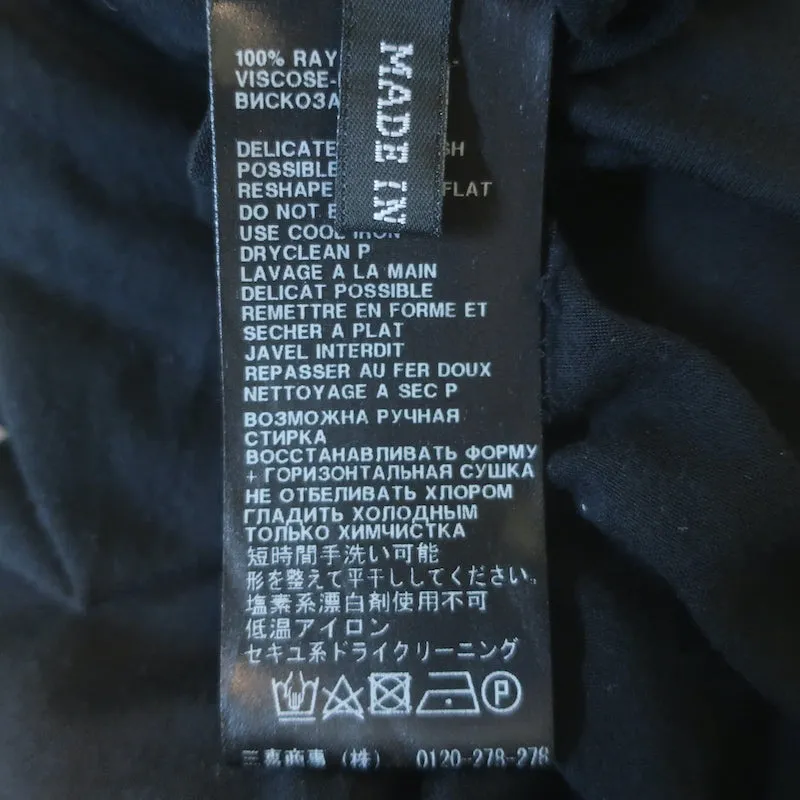 100% RAY
VISCOSE-
ВИСКОЗА
MADE IN
DELICATE SH
POSSIBLE
RESHAPE FLAT
DO NOT
USE COOL IRON
DRYCLEAN P
LAVAGE A LA MAIN
DELICAT POSSIBLE
REMETTRE EN FORME ET
SECHER A PLAT
JAVEL INTERDIT
REPASSER AU FER DOUX
NETTOYAGE A SEC P
ВОЗМОЖНА РУЧНАЯ
СТИРКА
ВОССТАНАВЛИВАТЬ ФОРМУ
+ ГОРИЗОНТАЛЬНАЯ СУШКА
НЕ ОТБЕЛИВАТЬ ХЛОРОМ
ГЛАДИТЬ ХОЛОДНЫМ
ТОЛЬКО ХИМЧИСТКА
短時間手洗い可能
形を整えて平干ししてください。
塩素系漂白剤使用不可
低温アイロン
セキユ系ドライクリーニング
P
三喜商事（株） 0120-278-278